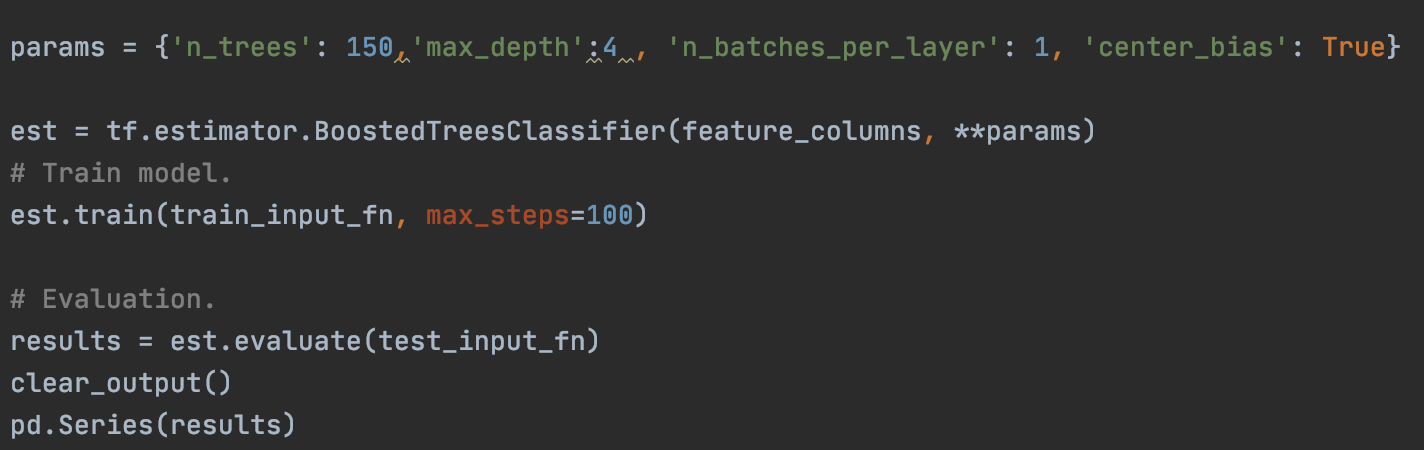 params = {'n_trees': 150,'max_depth':4 , 'n_batches_per_layer': 1, 'center_bias': True}
est = tf.estimator.BoostedTreesClassifier(feature_columns, **params)
# Train model.
est.train(train_input_fn, max_steps=100)
# Evaluation.
results = est.evaluate(test_input_fn)
clear_output()
pd.Series(results)